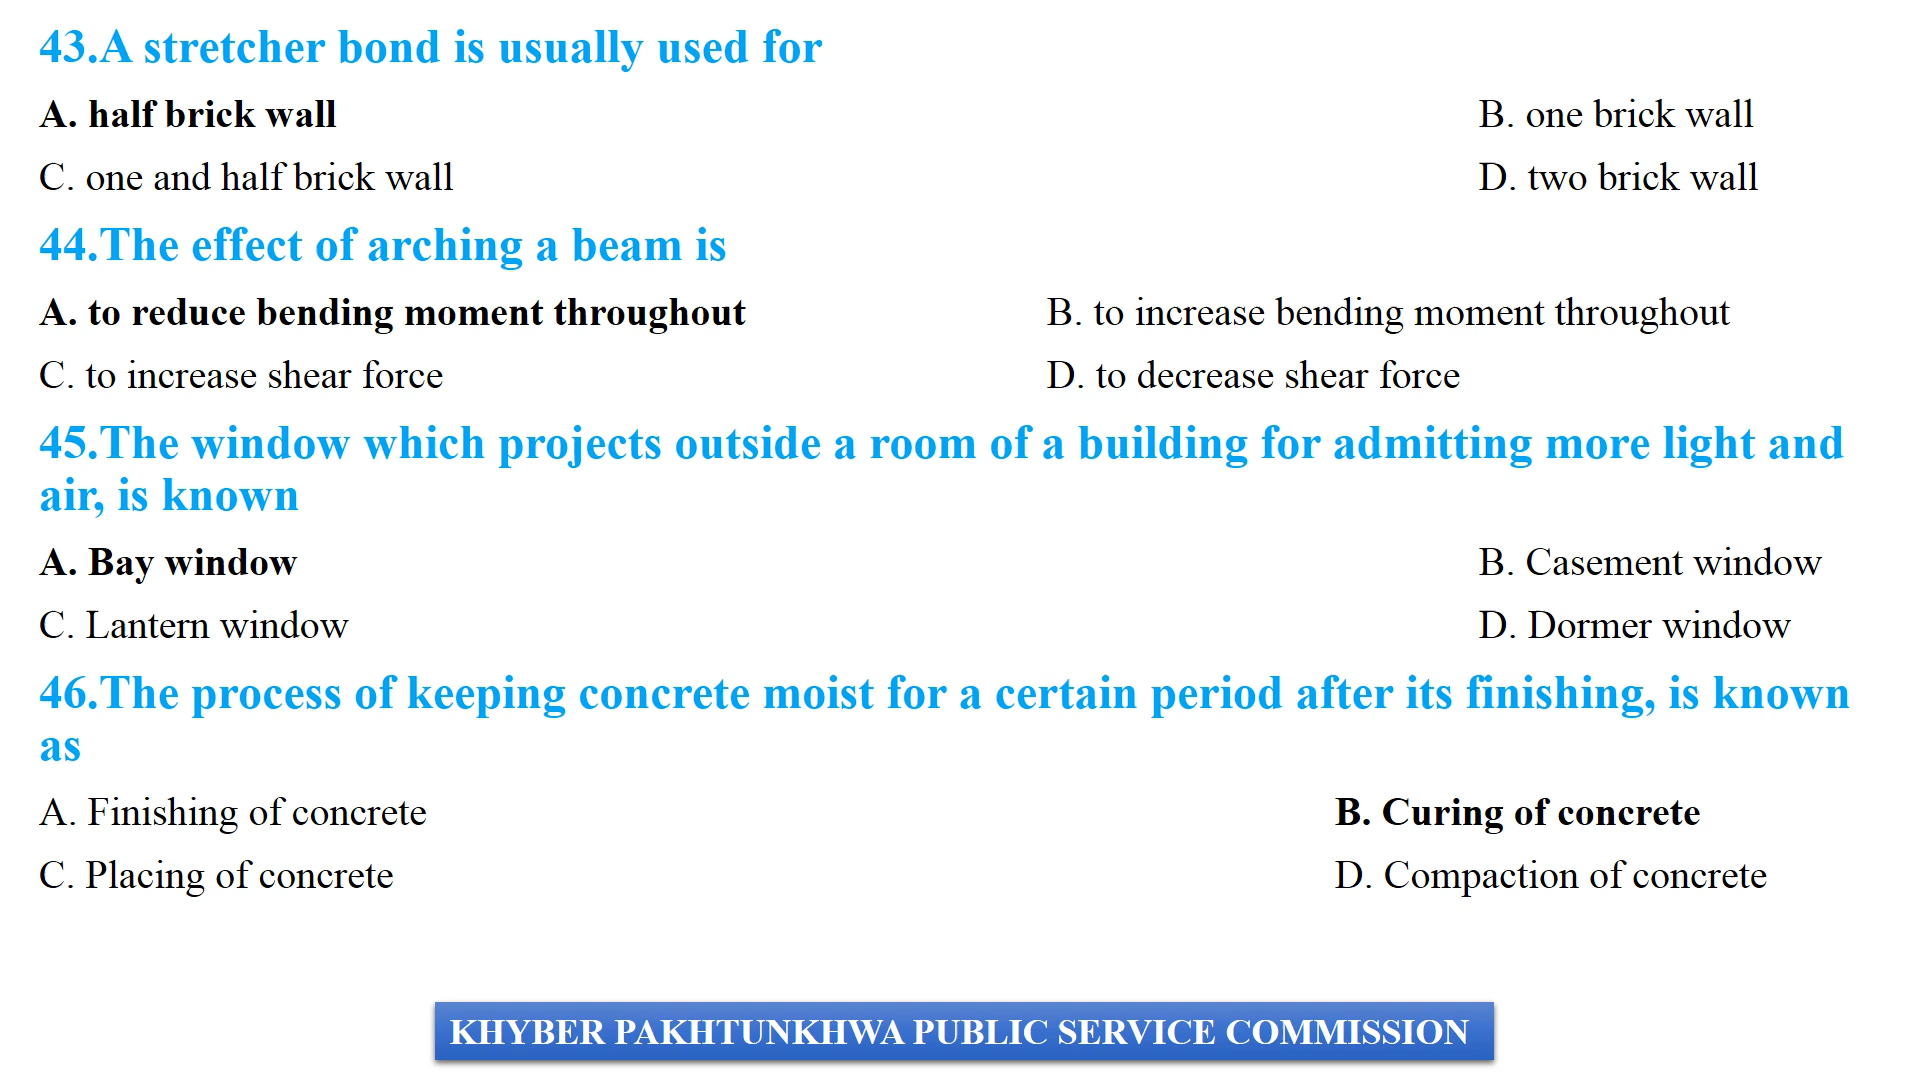 43.A stretcher bond is usually used for
A. half brick wall B. one brick wall
C. one and half brick wall D. two brick wall
44.The effect of arching a beam is
A. to reduce bending moment throughout B. to increase bending moment throughout
C. to increase shear force D. to decrease shear force
45.The window which projects outside a room of a building for admitting more light and
air, is known
A. Bay window B. Casement window
C. Lantern window D. Dormer window
46.The process of keeping concrete moist for a certain period after its finishing, is known
as
A. Finishing of concrete B. Curing of concrete
C. Placing of concrete D. Compaction of concrete
KHYBER PAKHTUNKHWA PUBLIC SERVICE COMMISSION